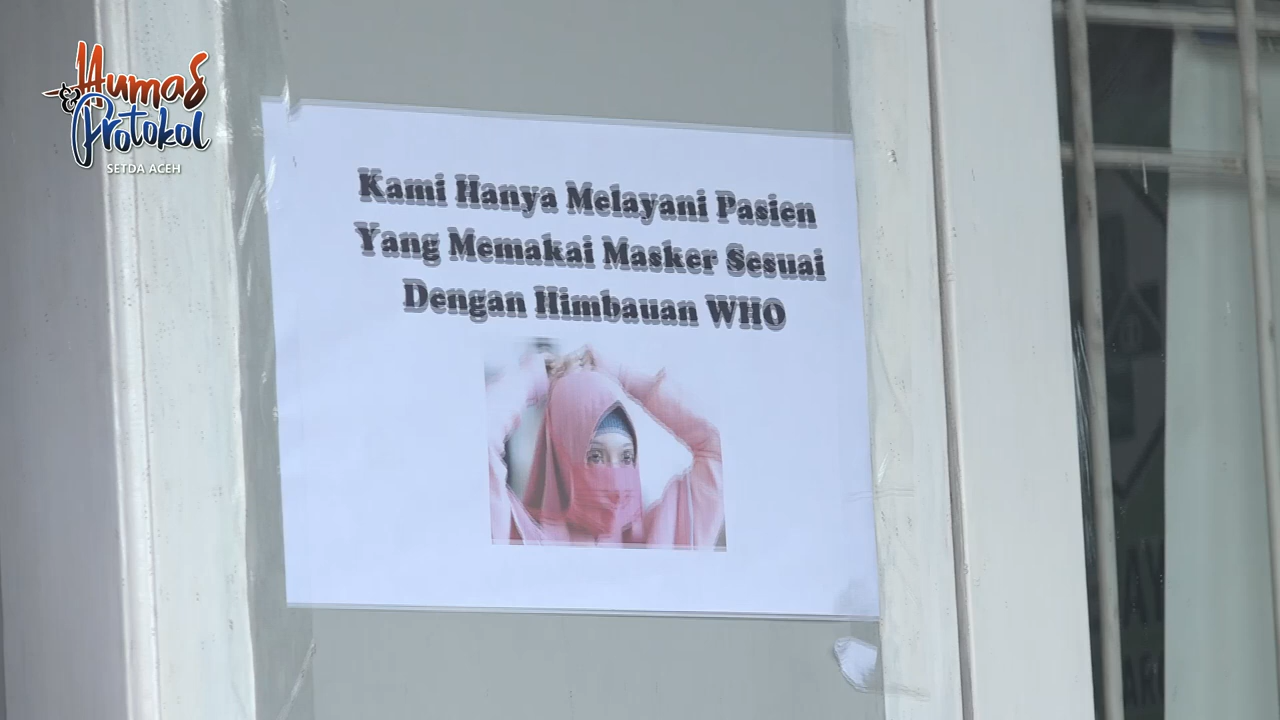 Humas
& Protokol
SETDA ACEH
Kami Hanya Melayani Pasien
Yang Memakai Masker Sesuai
Dengan Himbauan WHO